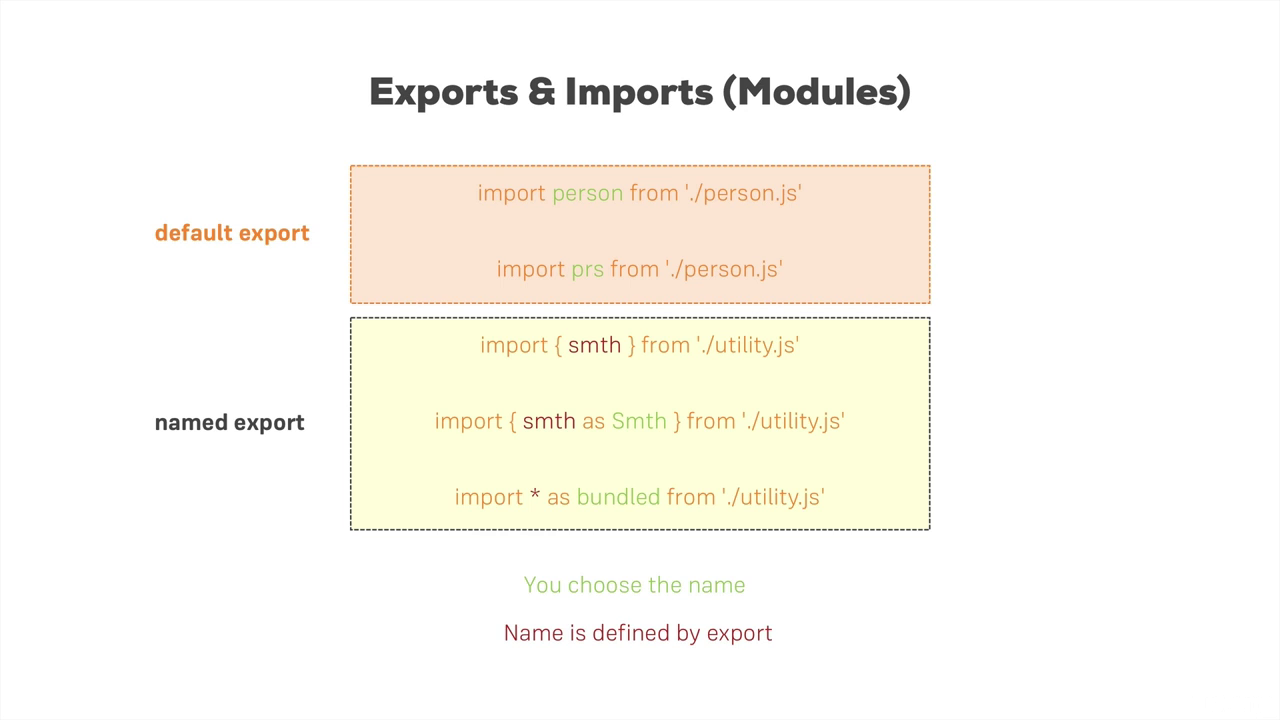 Exports & Imports (Modules)
default export
import person from './person.js'
import prs from './person.js'
named export
import { smth } from './utility.js'
import { smth as Smth } from './utility.js'
import * as bundled from './utility.js'
You choose the name
Name is defined by export